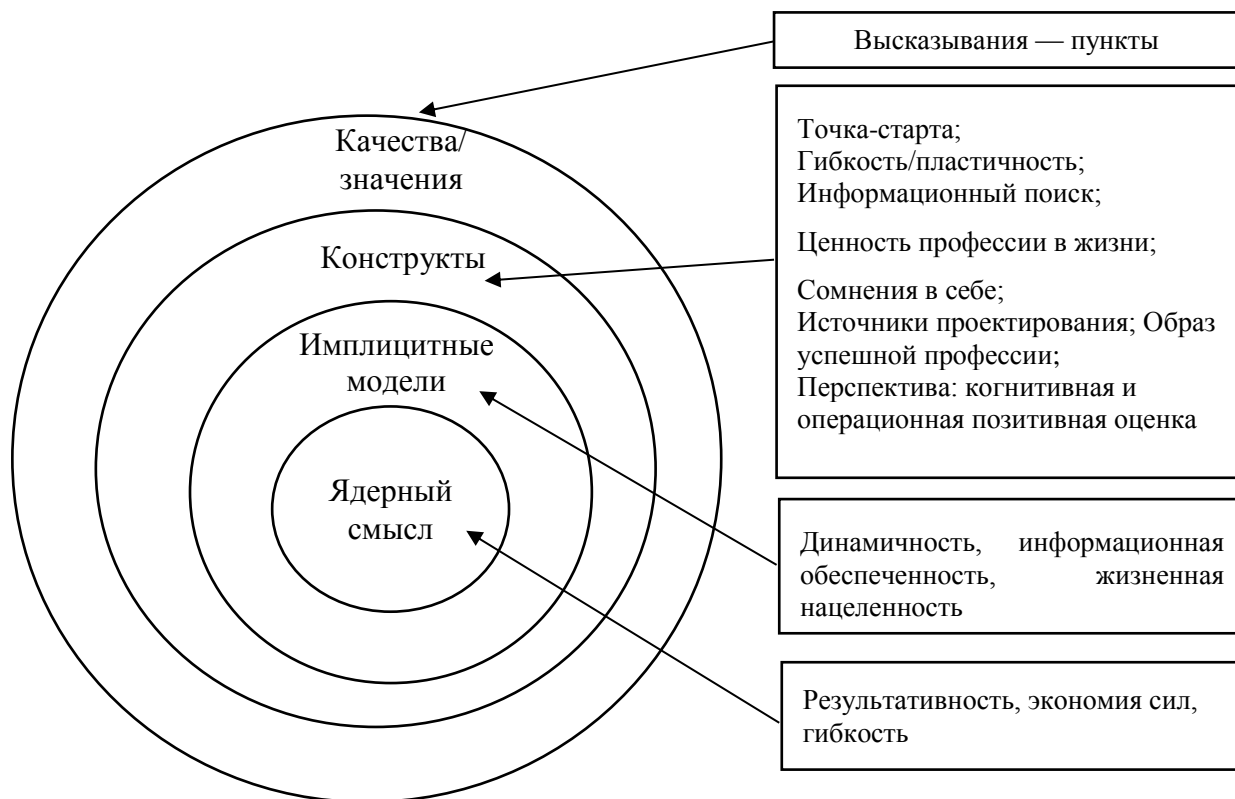 Высказывания — пункты
Качества/
значения
Конструкты
Имплицитные
модели
Ядерный
смысл
Точка-старта;
Гибкость/пластичность;
Информационный поиск;
Ценность профессии в жизни;
Сомнения в себе;
Источники проектирования; Образ
успешной профессии;
Перспектива: когнитивная и
операционная позитивная оценка
Динамичность, информационная
обеспеченность, жизненная
нацеленность
Результативность, экономия сил,
гибкость